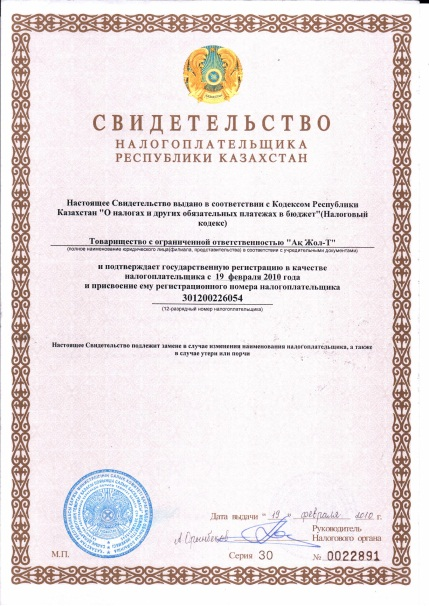 СВИДЕТЕЛЬСТВО
НАЛОГОПЛАТЕЛЬЩИКА
РЕСПУБЛИКИ КАЗАХСТАН
Настоящее Свидетельство выдано в соответствии с Кодексом Республики
Казахстан "О налогах и других обязательных платежах в бюджет"(Налоговый
кодекс)
Товарищество с ограниченной ответственностью "Ақ Жол-Т"
(полное наименование юридического лица(филиала, представительства) в соответствии с учредительными документами)
и подтверждает государственную регистрацию в качестве
налогоплательщика с 19 февраля 2010 года
и присвоение ему регистрационного номера налогоплательщика
301200226054
(12-разрядный номер налогоплательщика)
Настоящее Свидетельство подлежит замене в случае изменения наименования налогоплательщика, а также
в случае утери или порчи
Дата выдачи "19" февраля 2010 г.
Руководитель
Налогового органа
М.П.
Серия 30 № 0022891